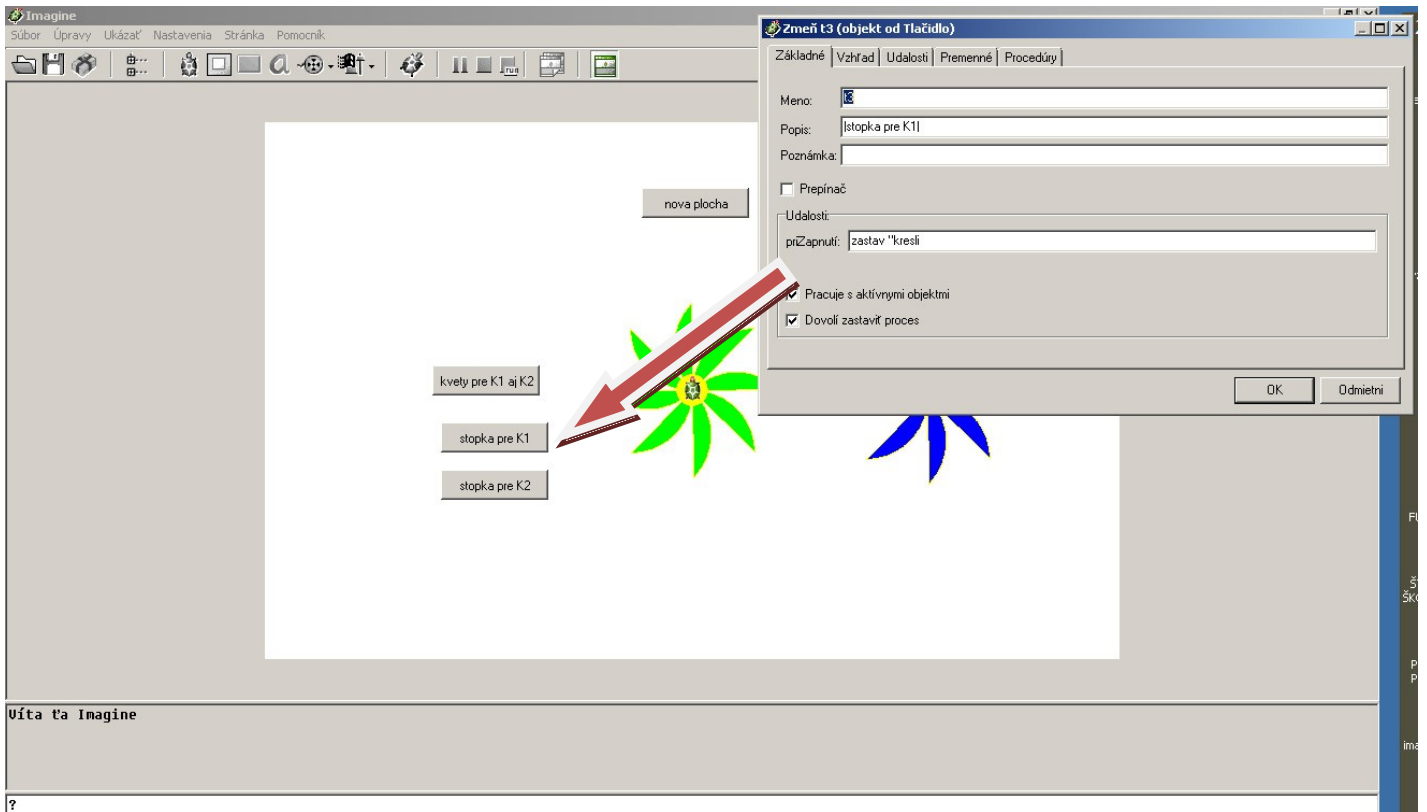 Imagine
Súbor Úpravy Ukázať Nastavenia Stránka Pomocník
run
nova plocha
kvety pre K1 aj K2
stopka pre K1
stopka pre K2
Zmeň t3 (objekt od Tlačidlo)
Základné Vzhľad Udalosti Premenné Procedúry
Meno: t3
Popis: |stopka pre K1|
Poznámka:
Prepínač
Udalosti:
priZapnutí: zastav "kresli
Pracuje s aktívnymi objektmi
Dovolí zastaviť proces
OK Odmietni
Víta ťa Imagine
?